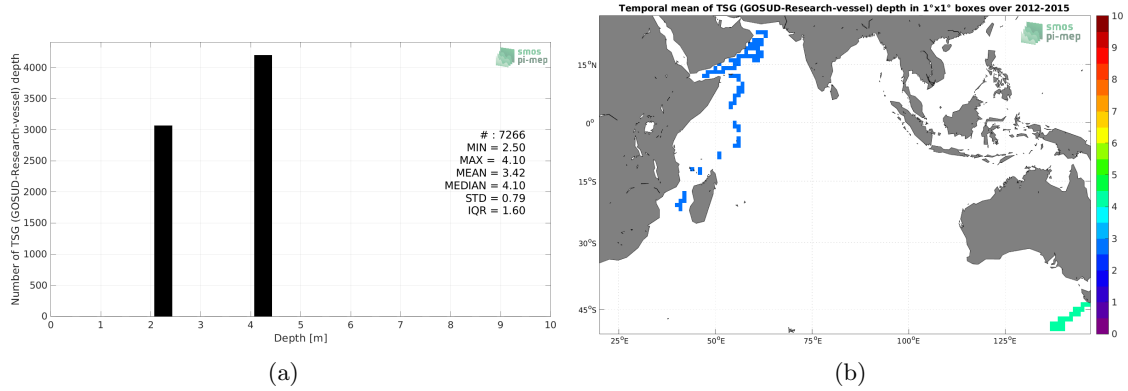 Temporal mean of TSG (GOSUD-Research-vessel) depth in 1°x1° boxes over 2012-2015
Number of TSG (GOSUD-Research-vessel) depth
4000
3500
3000
2500
2000
1500
1000
500
0
smos
pi-mep
# : 7266
MIN = 2.50
MAX = 4.10
MEAN = 3.42
MEDIAN = 4.10
STD = 0.79
IQR = 1.60
0 1 2 3 4 5 6 7 8 9 10
Depth [m]
(a)
smos
pi-mep
15°N
0°
15°S
30°S
45°S
25°E 50°E 75°E 100°E 125°E
10
9
8
7
6
5
4
3
2
1
0
(b)